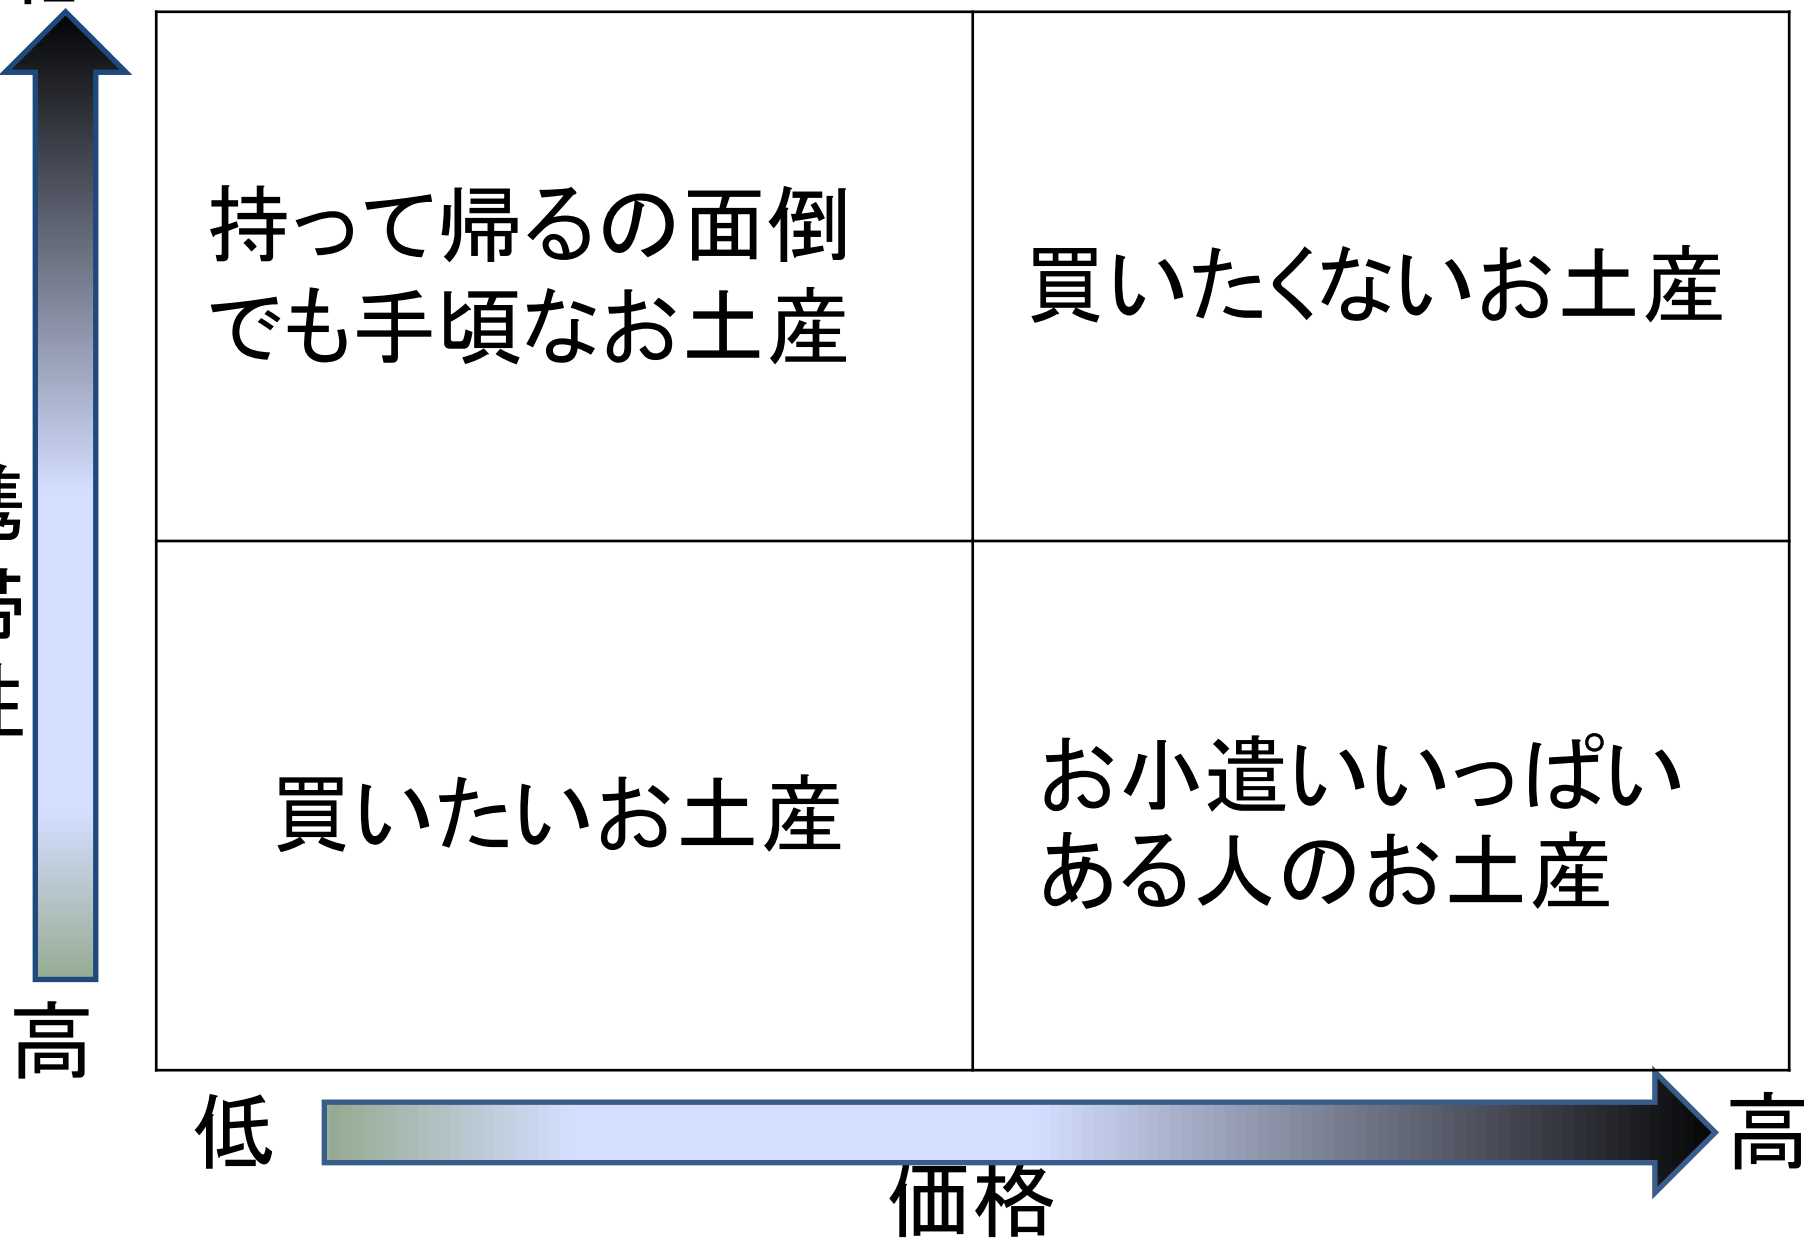 持って帰るの面倒
でも手頃なお土産
買いたくないお土産
買いたいお土産
お小遣いいっぱい
ある人のお土産
高
低
高
価格